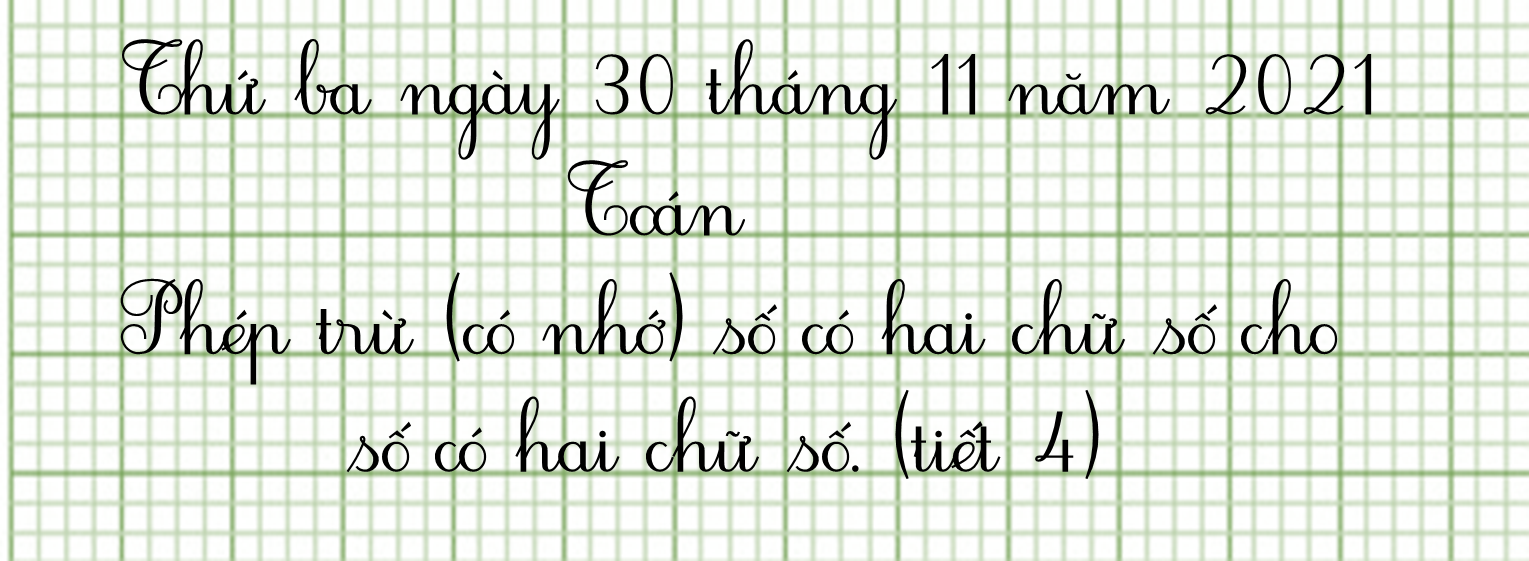 Thứ ba ngày 30 tháng 11 năm 2021
Toán
Phép trừ (có nhớ) số có hai chữ số cho
số có hai chữ số. (tiết 4)